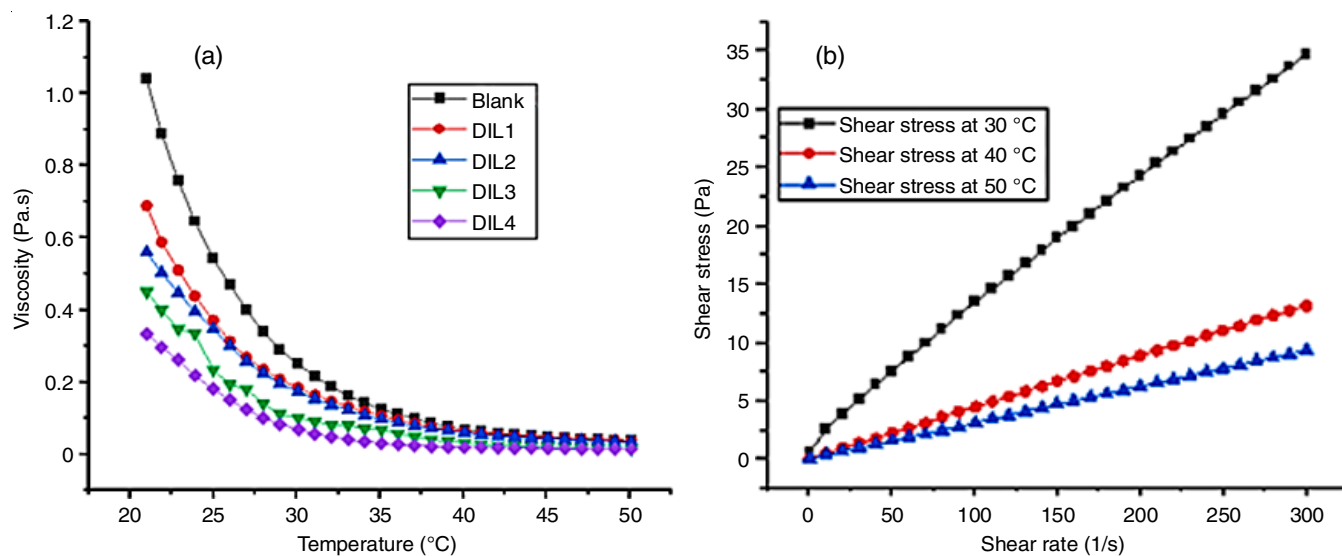 (a)
Viscosity (Pa.s)
1.2
1.0
0.8
0.6
0.4
0.2
0
Blank
DIL1
DIL2
DIL3
DIL4
20 25 30 35 40 45 50
Temperature (°C)
(b)
Shear stress (Pa)
35
30
25
20
15
10
5
0
Shear stress at 30 °C
Shear stress at 40 °C
Shear stress at 50 °C
0 50 100 150 200 250 300
Shear rate (1/s)